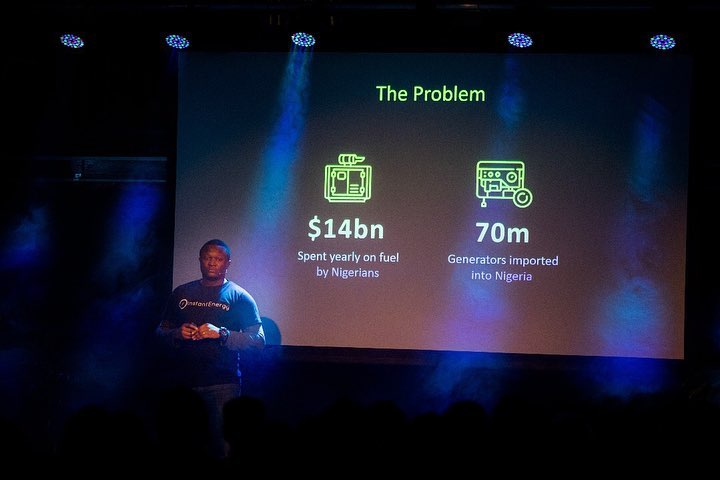 The Problem
$14bn
Spent yearly on fuel
by Nigerians
70m
Generators imported
into Nigeria
instantEnergy